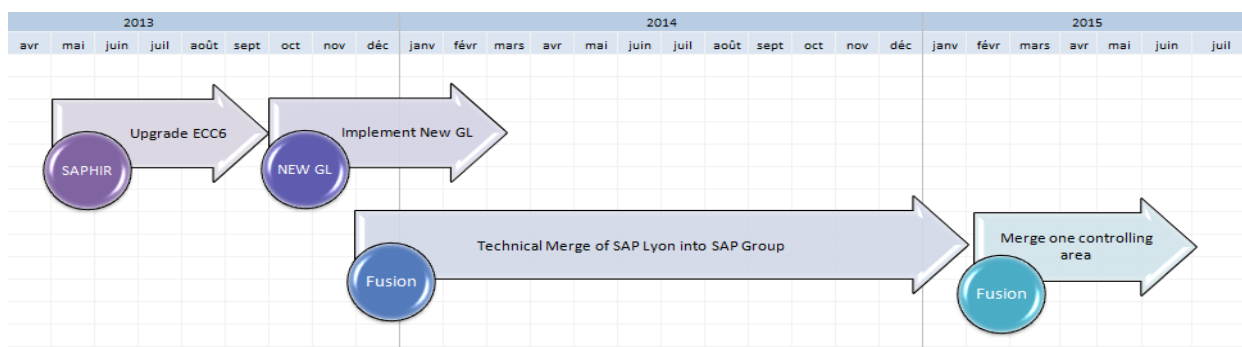 2013 2014 2015
avr mai juin juil août sept oct nov déc janv févr mars avr mai juin juil août sept oct nov déc janv févr mars avr mai juin juil
Upgrade ECC6
Implement New GL
SAPHIR
NEW GL
Technical Merge of SAP Lyon into SAP Group
Merge one controlling
area
Fusion
Fusion